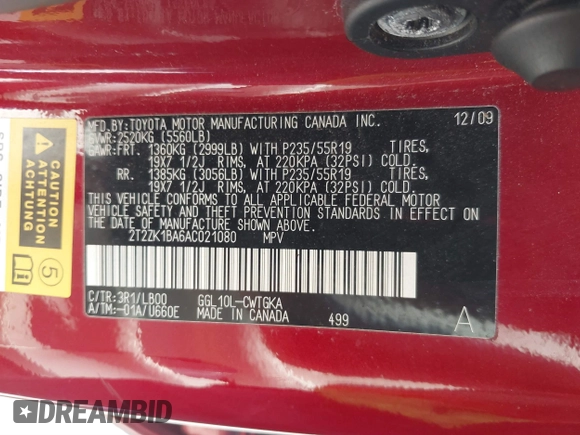 MFD.BY:TOYOTA MOTOR MANUFACTURING CANADA INC. 12/09
GVWR:2520KG (5560LB)
GAWR:FRT. 1360KG (2999LB) WITH P235/55R19 TIRES,
19X7 1/2J RIMS, AT 220KPA (32PSI) COLD.
RR. 1385KG (3056LB) WITH P235/55R19 TIRES,
19X7 1/2J RIMS, AT 220KPA (32PSI) COLD.
THIS VEHICLE CONFORMS TO ALL APPLICABLE FEDERAL MOTOR
VEHICLE SAFETY AND THEFT PREVENTION STANDARDS IN EFFECT
ON THE DATE OF MANUFACTURE SHOWN ABOVE.
2T2ZK1BA6AC021080 MPV
C/TR:3R1/LB00 GGL10L-CWTGKA
A/TM:-01A/U660E MADE IN CANADA 499
A
ATTENTION
ACHTUNG
5
DREAMBID